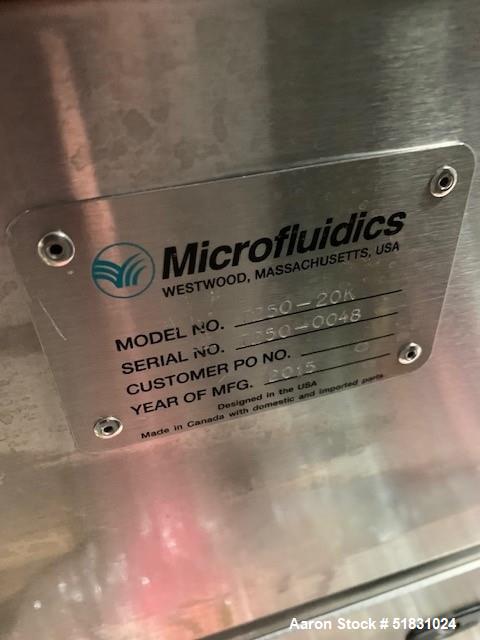 Microfluidics
WESTWOOD, MASSACHUSETTS, USA
MODEL NO.
SERIAL NO.
CUSTOMER PO NO.
YEAR OF MFG. 2015
Designed in the USA
Made in Canada with domestic and imported parts
Aaron Stock # 51831024